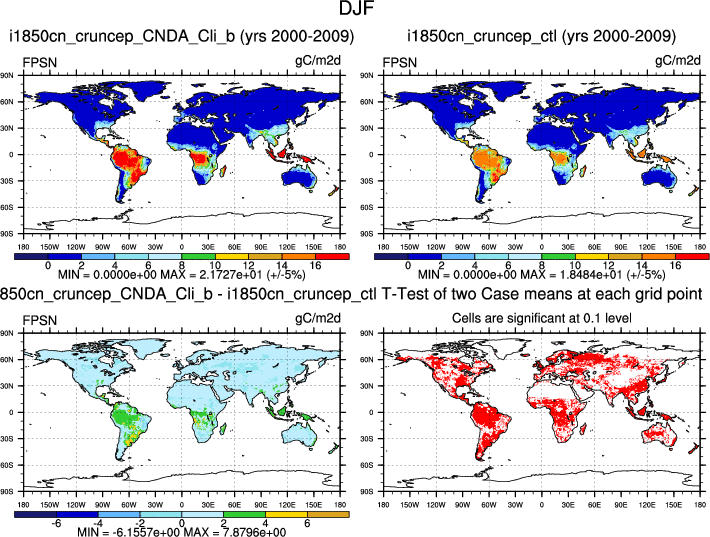 DJF
i1850cn_cruncep_CNDA_Cli_b (yrs 2000-2009)
i1850cn_cruncep_ctl (yrs 2000-2009)
FPSN gC/m2d
FPSN gC/m2d
90N
60N
30N
0
30S
60S
90S
180 150W 120W 90W 60W 30W 0 30E 60E 90E 120E 150E 180
0 2 4 6 8 10 12 14 16
MIN = 0.0000e+00 MAX = 2.1727e+01 (+/-5%)
90N
60N
30N
0
30S
60S
90S
180 150W 120W 90W 60W 30W 0 30E 60E 90E 120E 150E 180
0 2 4 6 8 10 12 14 16
MIN = 0.0000e+00 MAX = 1.8484e+01 (+/-5%)
850cn_cruncep_CNDA_Cli_b - i1850cn_cruncep_ctl
T-Test of two Case means at each grid point
FPSN gC/m2d
Cells are significant at 0.1 level
90N
60N
30N
0
30S
60S
90S
180 150W 120W 90W 60W 30W 0 30E 60E 90E 120E 150E 180
-6 -4 -2 0 2 4 6
MIN = -6.1557e+00 MAX = 7.8796e+00
90N
60N
30N
0
30S
60S
90S
180 150W 120W 90W 60W 30W 0 30E 60E 90E 120E 150E 180